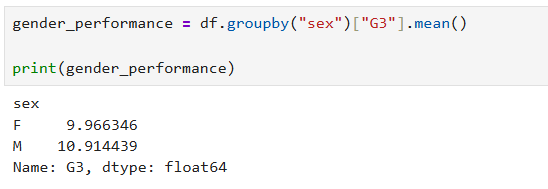 gender_performance = df.groupby("sex")["G3"].mean()
print(gender_performance)
sex
F     9.966346
M    10.914439
Name: G3, dtype: float64